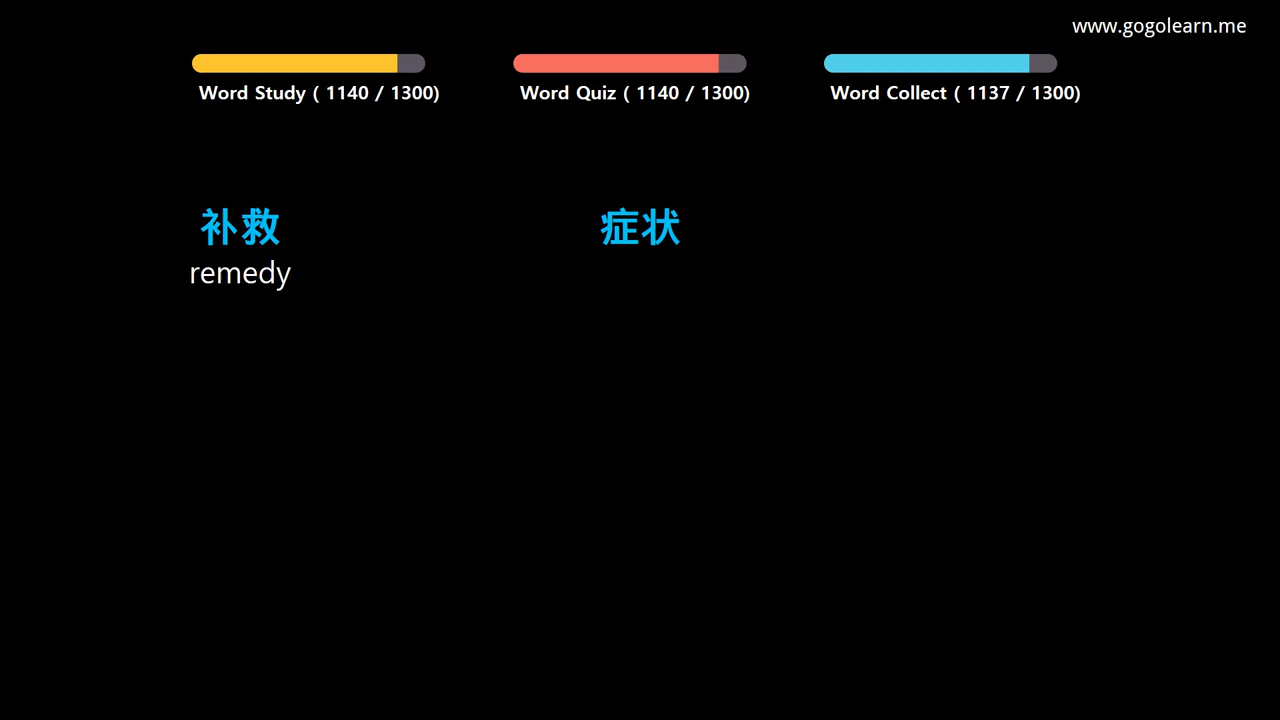 www.gogolearn.me
Word Study ( 1140 / 1300)
Word Quiz ( 1140 / 1300)
Word Collect ( 1137 / 1300)
补救
症状
remedy